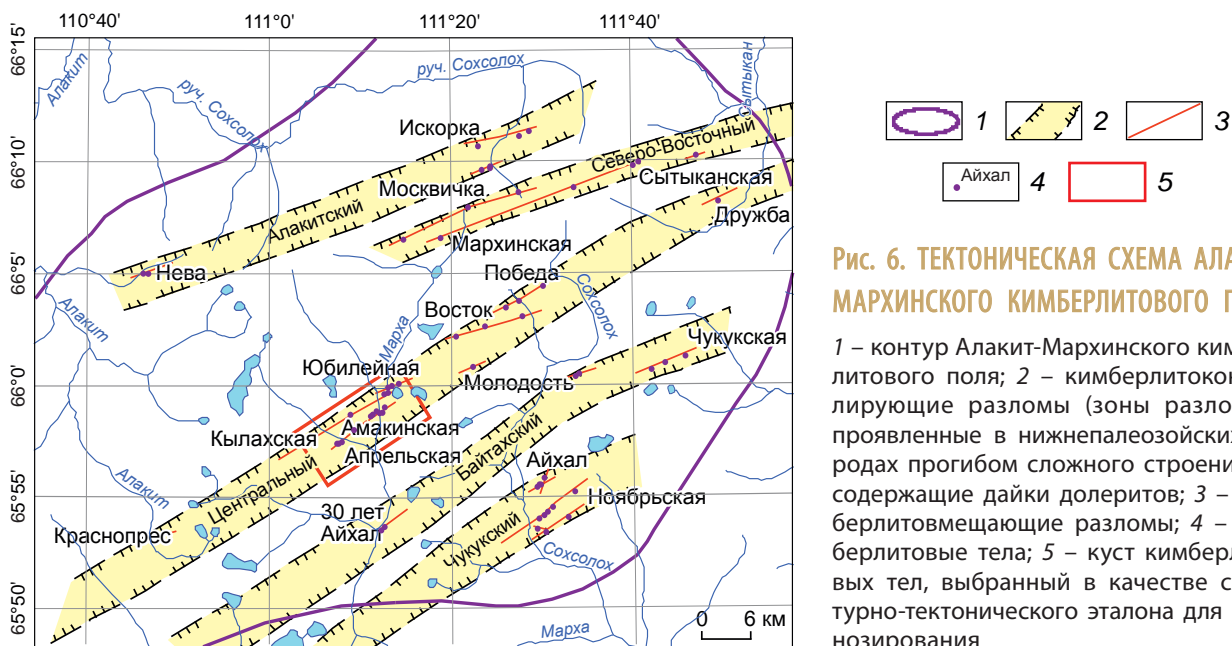 110°40' 111°0' 111°20' 111°40'
66°15'
66°10'
66°5'
66°0'
65°55'
65°50'
Алакит
руч. Сохсолох
руч. Сохсолох
Сытыкан
Искорка
Северо-Восточный
Москвичка
Сытыканская
Алакитский
Дружба
Мархинская
Нева
Победа
Алакит
Сохсолох
Восток
Марха
Чукукская
Юбилейная
Молодость
Кылахская
Амакинская
Апрельская
Байтахский
Айхал
Алакит
Центральный
Ноябрьская
30 лет
Айхал
Краснопрес
Чукукский
Сохсолох
Марха
0 6 км
1 2 3
Айхал 4 5
Рис. 6. ТЕКТОНИЧЕСКАЯ СХЕМА АЛА
МАРХИНСКОГО КИМБЕРЛИТОВОГО П
1 – контур Алакит-Мархинского ким
литового поля; 2 – кимберлитокон
лирующие разломы (зоны разло
проявленные в нижнепалеозойских
родах прогибом сложного строени
содержащие дайки долеритов; 3 –
берлитовмещающие разломы; 4 –
берлитовые тела; 5 – куст кимберл
вых тел, выбранный в качестве с
турно-тектонического эталона для
нозирования